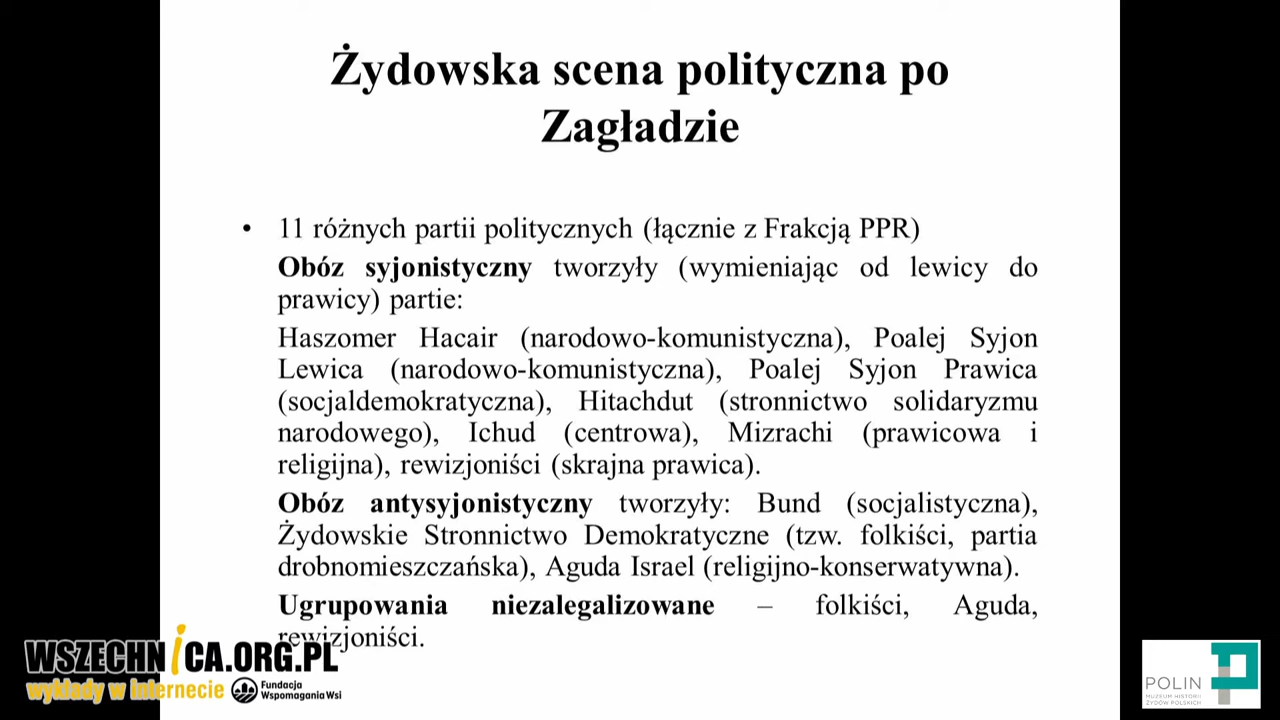 Żydowska scena polityczna po
Zagładzie
• 11 różnych partii politycznych (łącznie z Frakcją PPR)
Obóz syjonistyczny tworzyły (wymieniając od lewicy do
prawicy) partie:
Haszomer Hacair (narodowo-komunistyczna), Poalej Syjon
Lewica (narodowo-komunistyczna), Poalej Syjon Prawica
(socjaldemokratyczna), Hitachdut (stronnictwo solidaryzmu
narodowego), Ichud (centrowa), Mizrachi (prawicowa i
religijna), rewizjoniści (skrajna prawica).
Obóz antysyjonistyczny tworzyły: Bund (socjalistyczna),
Żydowskie Stronnictwo Demokratyczne (tzw. folkiści, partia
drobnomieszczańska), Aguda Israel (religijno-konserwatywna).
Ugrupowania niezalegalizowane – folkiści, Aguda,
rewizjoniści.
WSZECHNICA.ORG.PL
wykłady w Internecie
Fundacja
Wspomagania Wsi
POLIN
MUZEUM HISTORII
ŻYDÓW POLSKICH